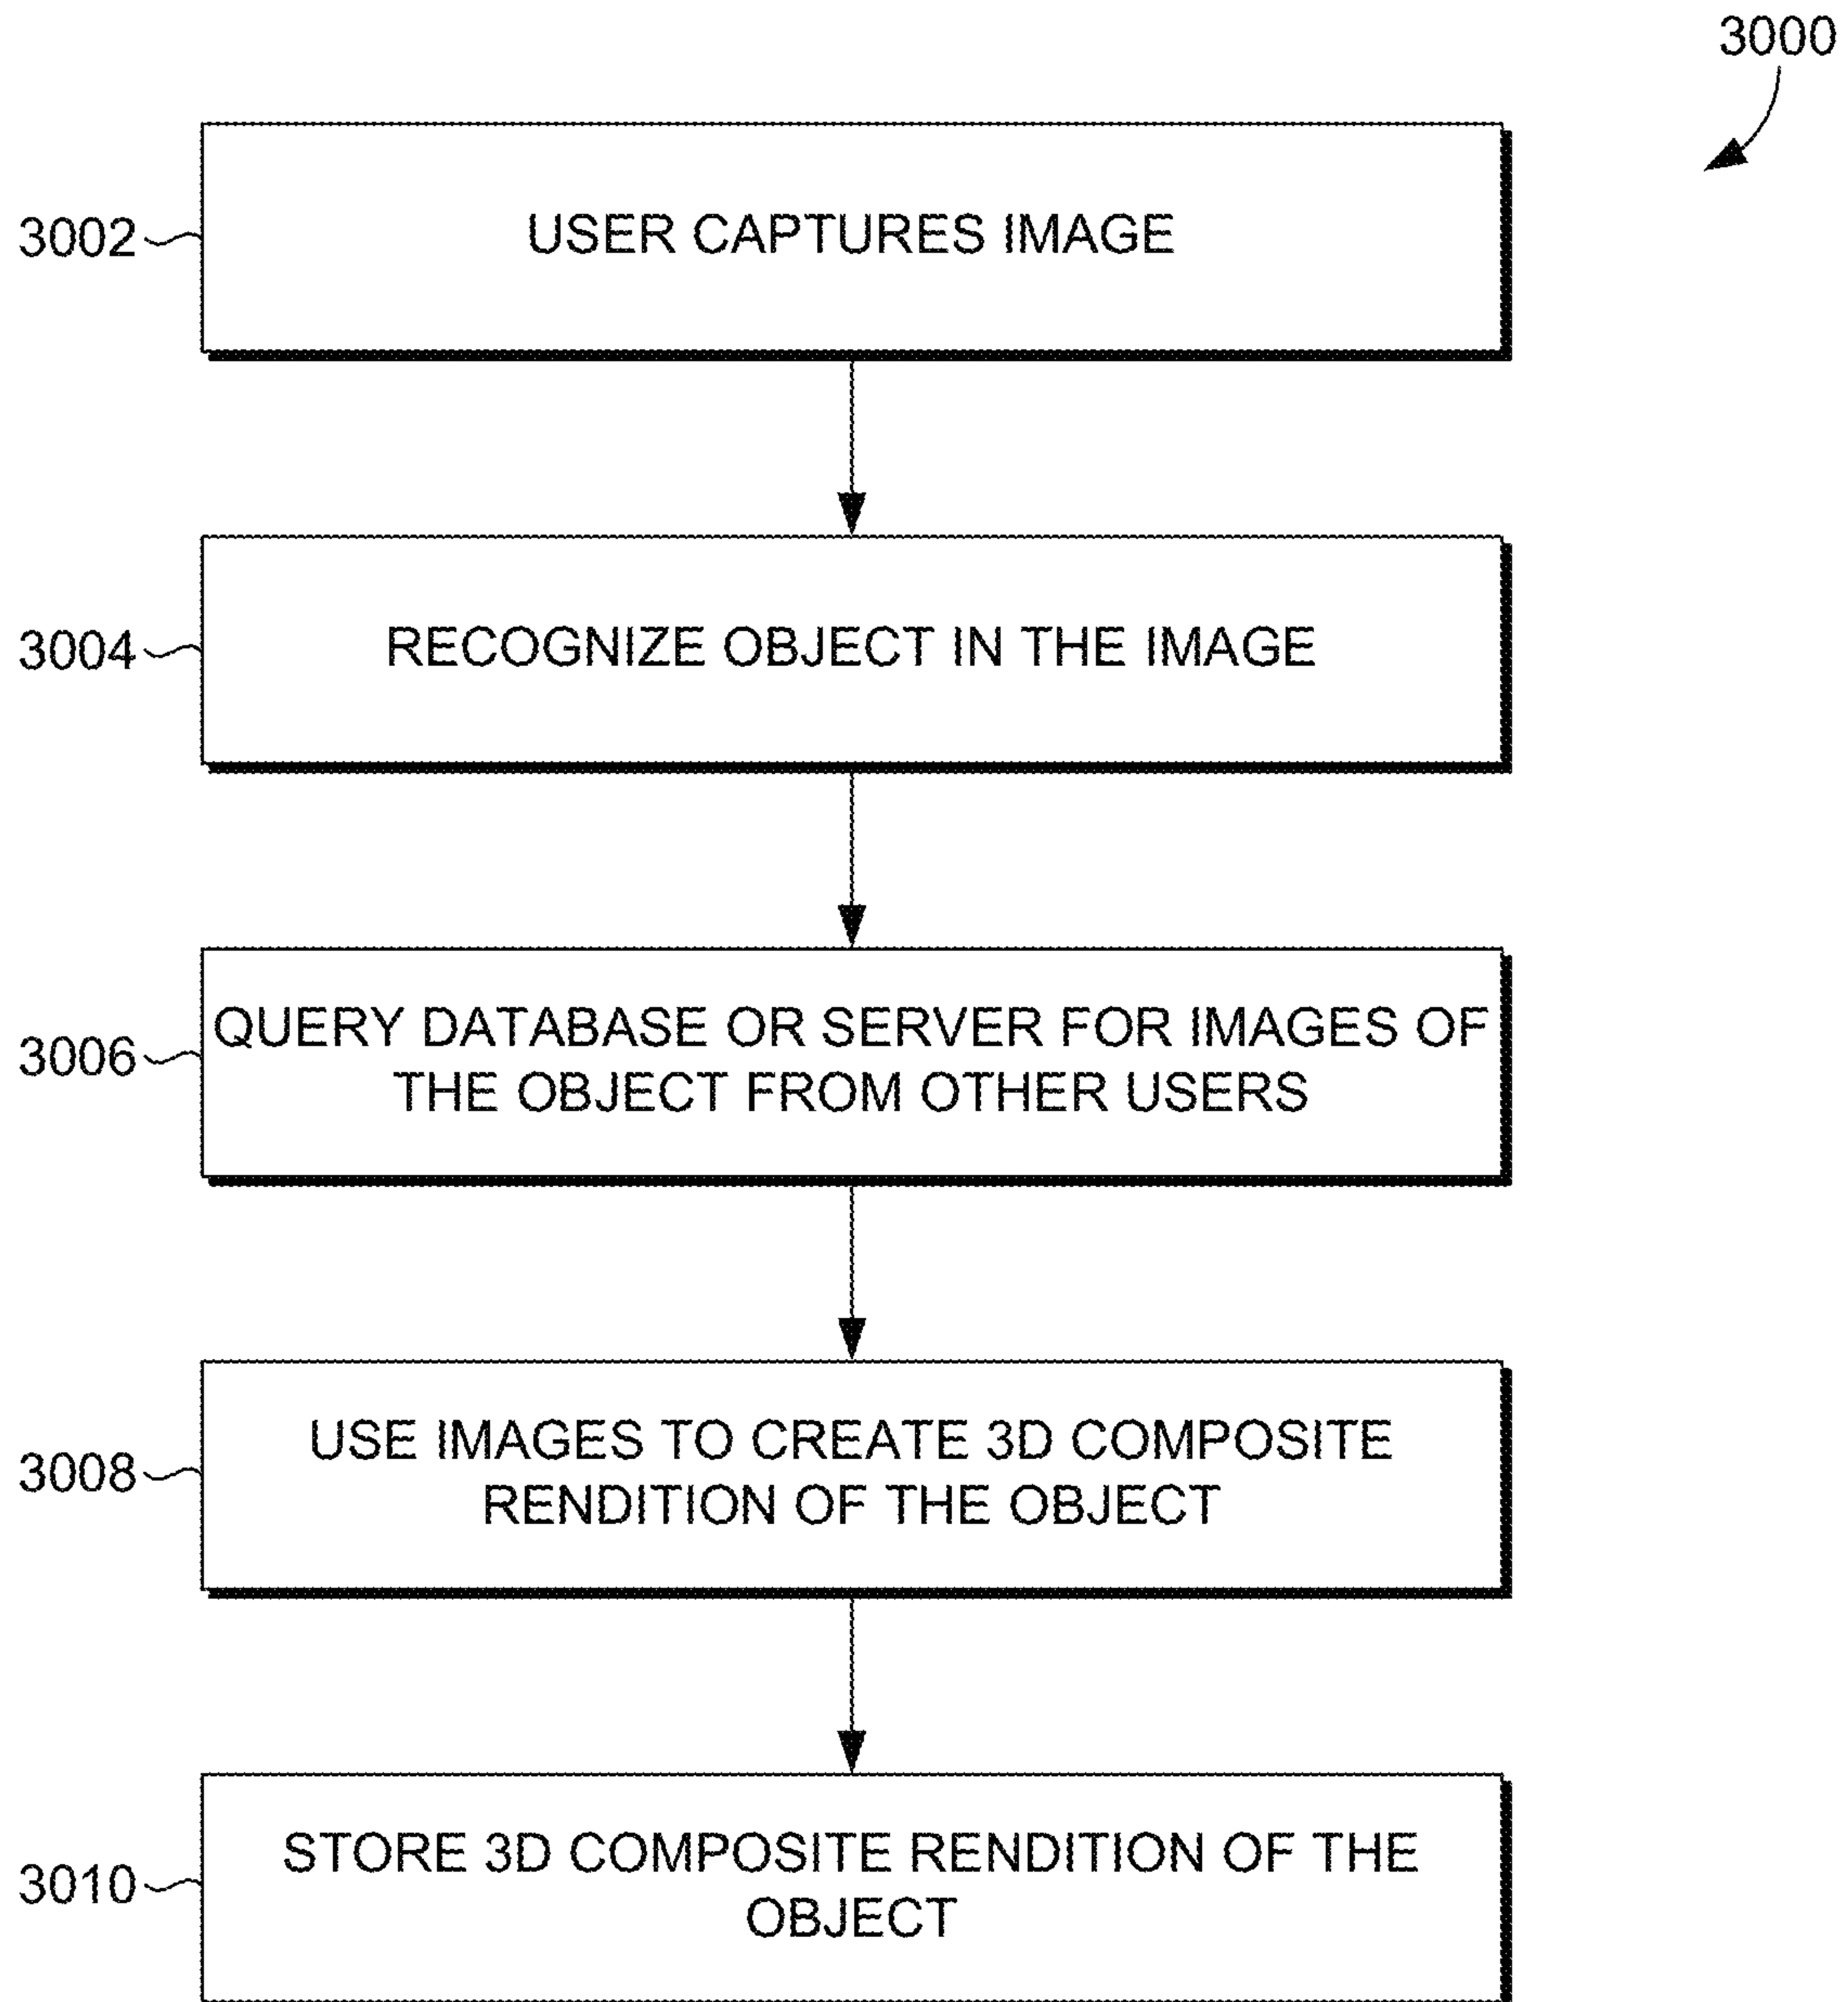 3000
3002
USER CAPTURES IMAGE
3004
RECOGNIZE OBJECT IN THE IMAGE
3006
QUERY DATABASE OR SERVER FOR IMAGES OF
THE OBJECT FROM OTHER USERS
3008
USE IMAGES TO CREATE 3D COMPOSITE
RENDITION OF THE OBJECT
3010
STORE 3D COMPOSITE RENDITION OF THE
OBJECT